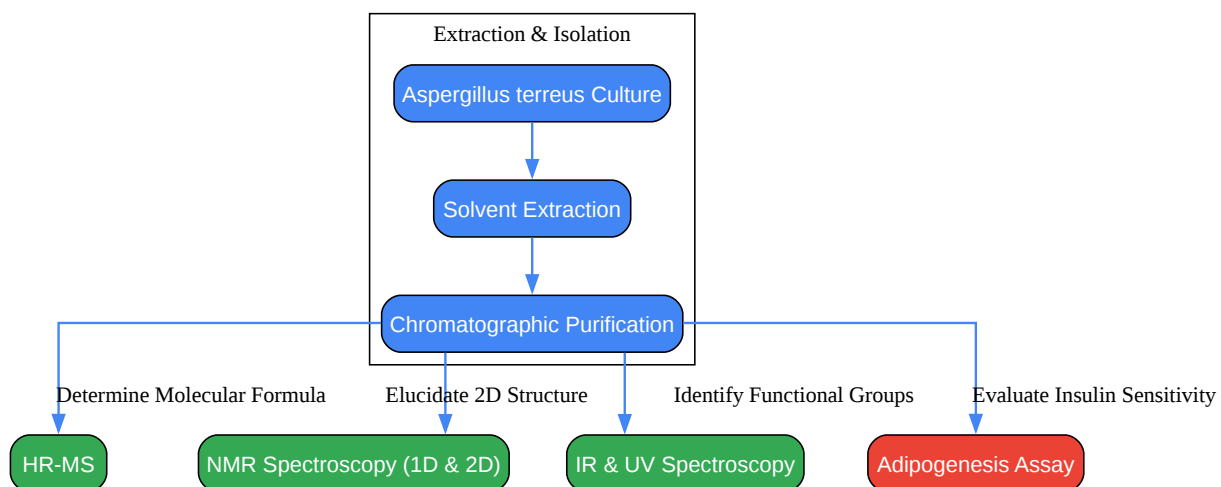 Extraction & Isolation
Aspergillus terreus Culture
Solvent Extraction
Chromatographic Purification
Determine Molecular Formula
Elucidate 2D Structure
Identify Functional Groups
Evaluate Insulin Sensitivity
HR-MS
NMR Spectroscopy (1D & 2D)
IR & UV Spectroscopy
Adipogenesis Assay